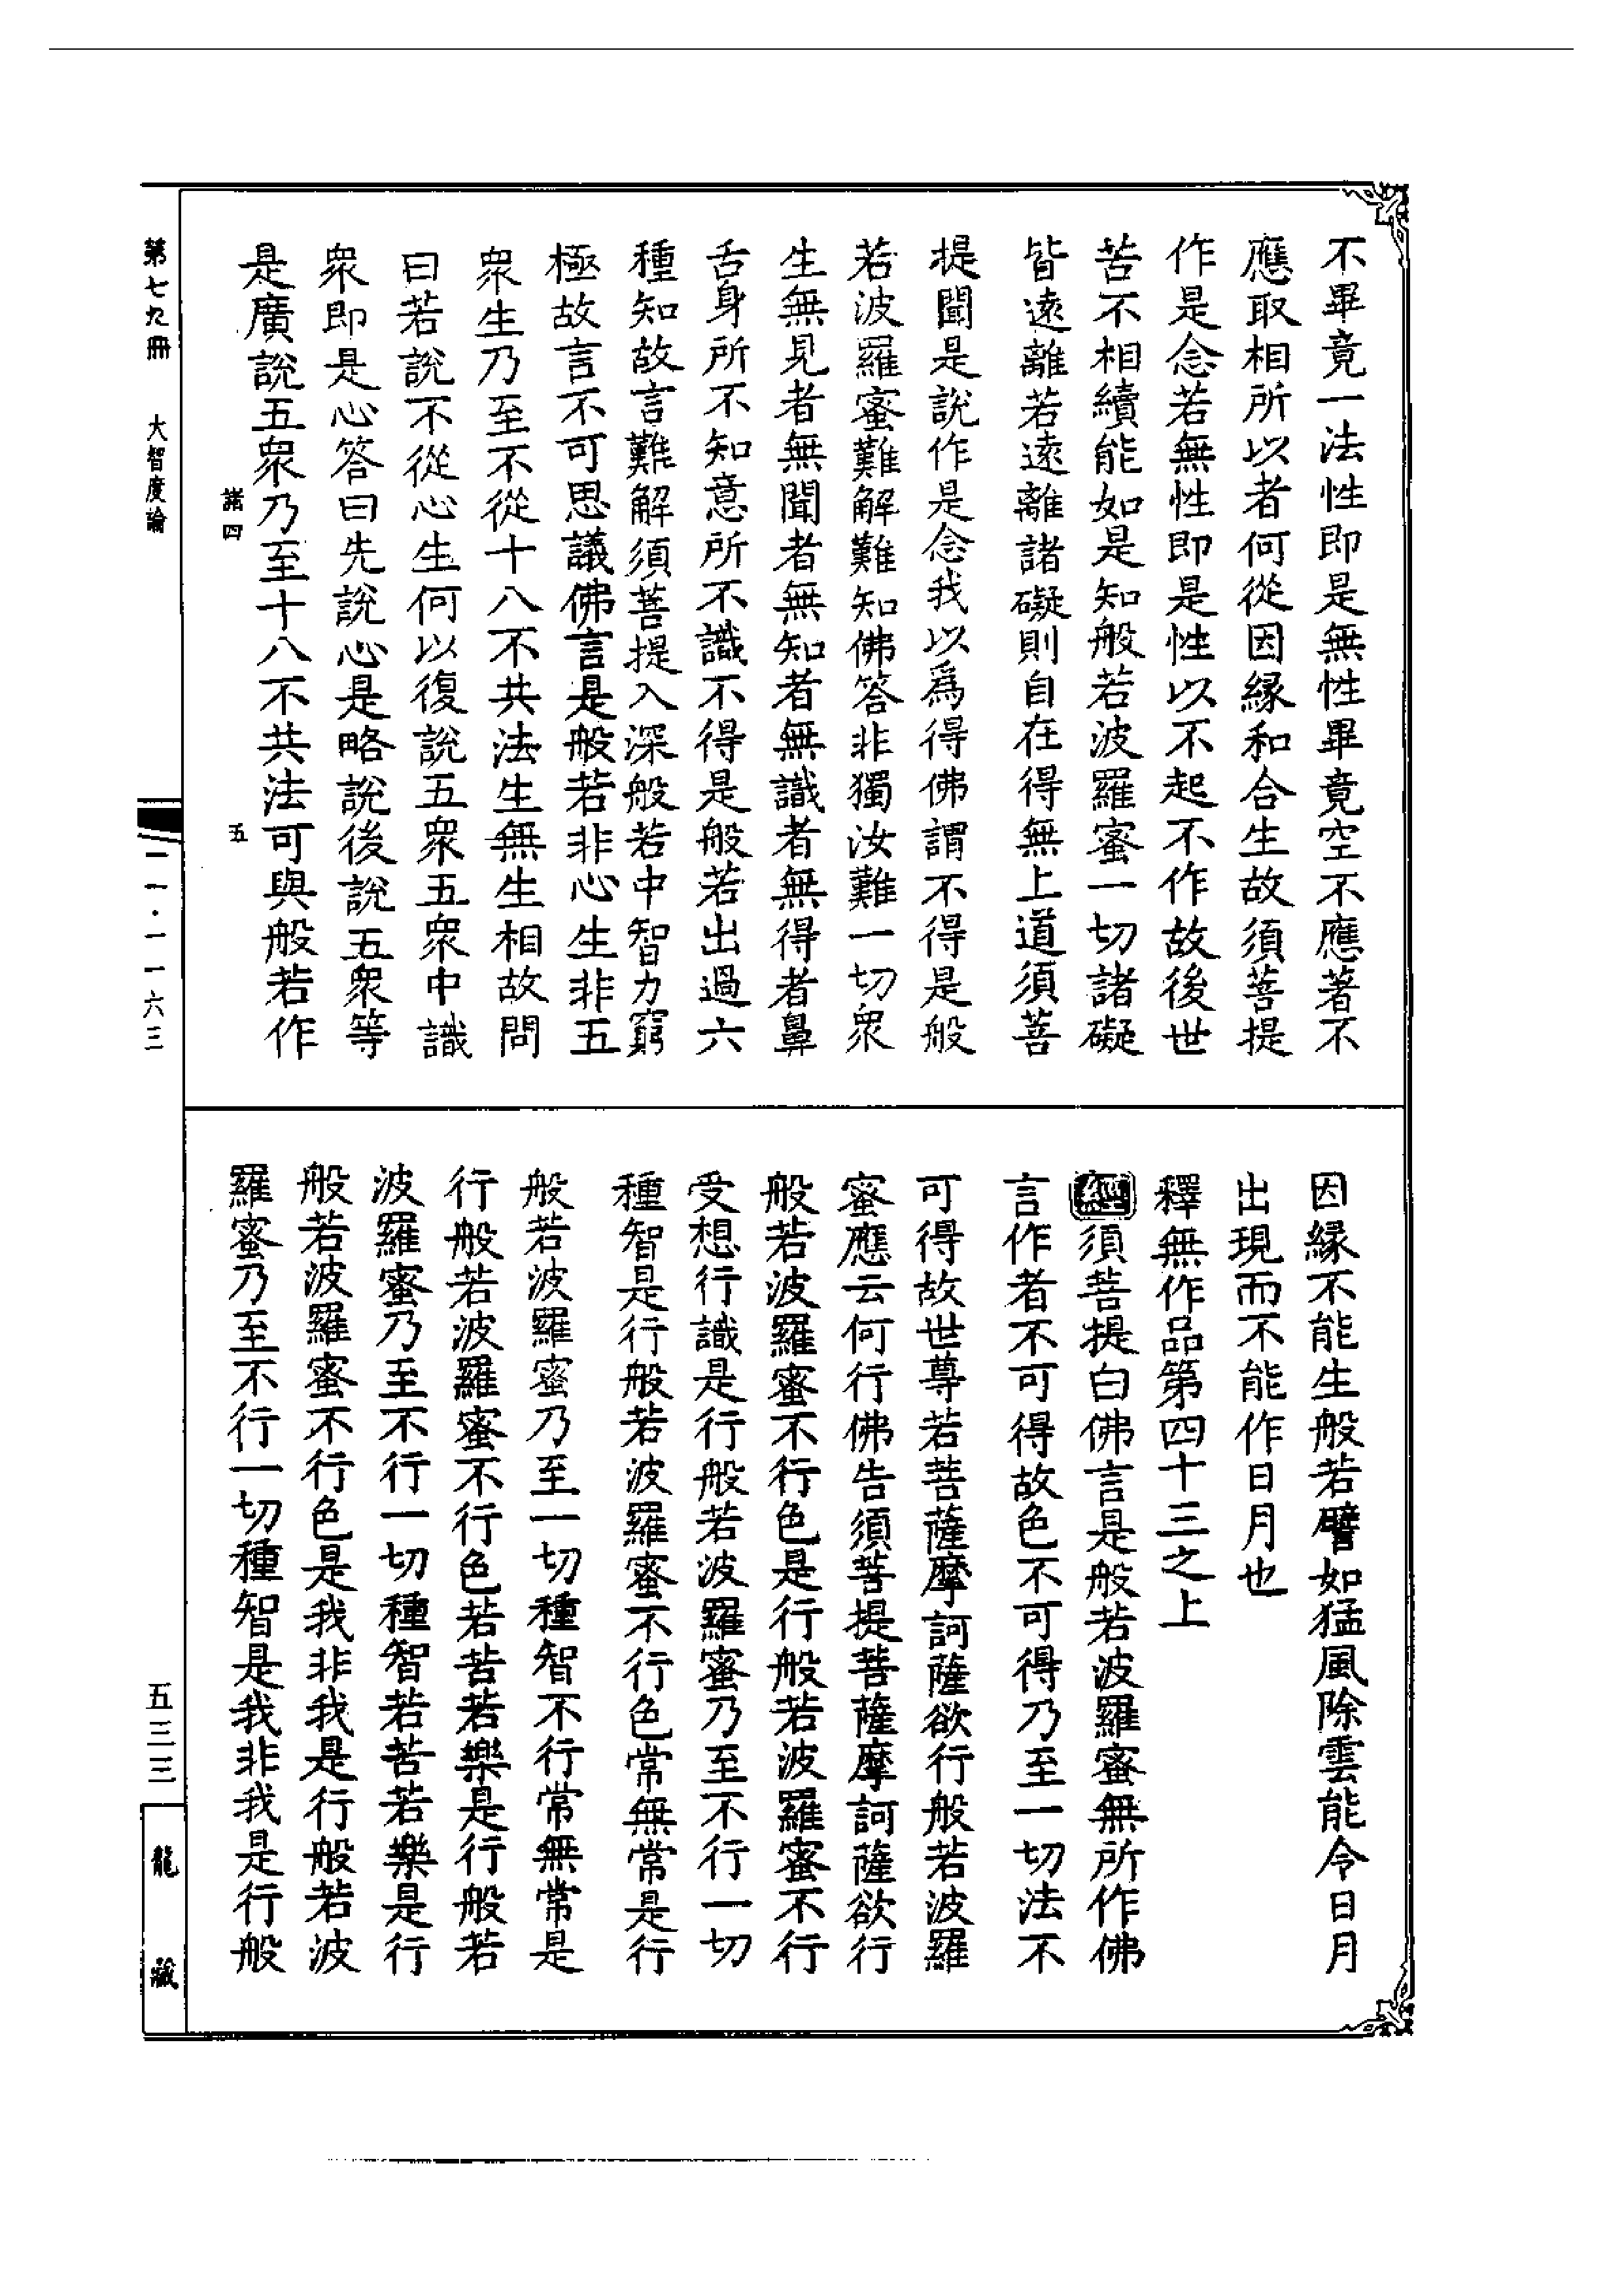 不畢竟一法性即是無性畢竟空不應著不
應取相所以者何從因緣和合生故須菩提
作是念若無性即是性以不起不作故後世
苦不相續能如是知般若波羅蜜一切諸礙
皆遠離若遠離諸礙則自在得無上道須菩
提聞是說作是念我以為得佛謂不得是般
若波羅蜜難解難知佛答非獨汝難一切眾
生無見者無聞者無知者無識者無得者鼻
舌身所不知意所不識不得是般若出過六
種知故言難解須菩提入深般若中智力窮
極故言不可思議佛言是般若非心生非五
眾生乃至不從十八不共法生無生相故問
曰若說不從心生何以復說五眾五眾中識
眾即是心答曰先說心是略說後說五眾等
是廣說五眾乃至十八不共法可與般若作
諸四
五
因緣不能生般若譬如猛風除雲能令日月
出現而不能作日月也
釋無作品第四十三之上
經須菩提白佛言是般若波羅蜜無所作佛
言作者不可得故色不可得乃至一切法不
可得故世尊若菩薩摩訶薩欲行般若波羅
蜜應云何行佛告須菩提菩薩摩訶薩欲行
般若波羅蜜不行色是行般若波羅蜜不行
受想行識是行般若波羅蜜乃至不行一切
種智是行般若波羅蜜不行色常無常是行
般若波羅蜜乃至一切種智不行常無常是
行般若波羅蜜不行色若苦若樂是行般若
波羅蜜乃至不行一切種智若苦若樂是行
般若波羅蜜不行色是我非我是行般若波
羅蜜乃至不行一切種智是我非我是行般
第七九冊
大智度論
一一·一一六三
五三三
龍藏